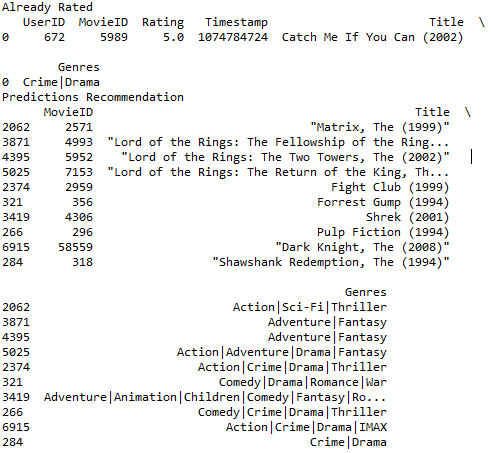 Already Rated
UserID MovieID Rating Timestamp Title \
0 672 5989 5.0 1074784724 Catch Me If You Can (2002)
Genres
0 Crime|Drama
Predictions Recommendation
MovieID Title \
2062 2571 "Matrix, The (1999)"
3871 4993 "Lord of the Rings: The Fellowship of the Ring...
4395 5952 "Lord of the Rings: The Two Towers, The (2002)"
5025 7153 "Lord of the Rings: The Return of the King, Th...
2374 2959 Fight Club (1999)
321 356 Forrest Gump (1994)
3419 4306 Shrek (2001)
266 296 Pulp Fiction (1994)
6915 58559 "Dark Knight, The (2008)"
284 318 "Shawshank Redemption, The (1994)"
Genres
2062 Action|Sci-Fi|Thriller
3871 Adventure|Fantasy
4395 Adventure|Fantasy
5025 Action|Adventure|Drama|Fantasy
2374 Action|Crime|Drama|Thriller
321 Comedy|Drama|Romance|War
3419 Adventure|Animation|Children|Comedy|Fantasy|Ro...
266 Comedy|Crime|Drama|Thriller
6915 Action|Crime|Drama|IMAX
284 Crime|Drama